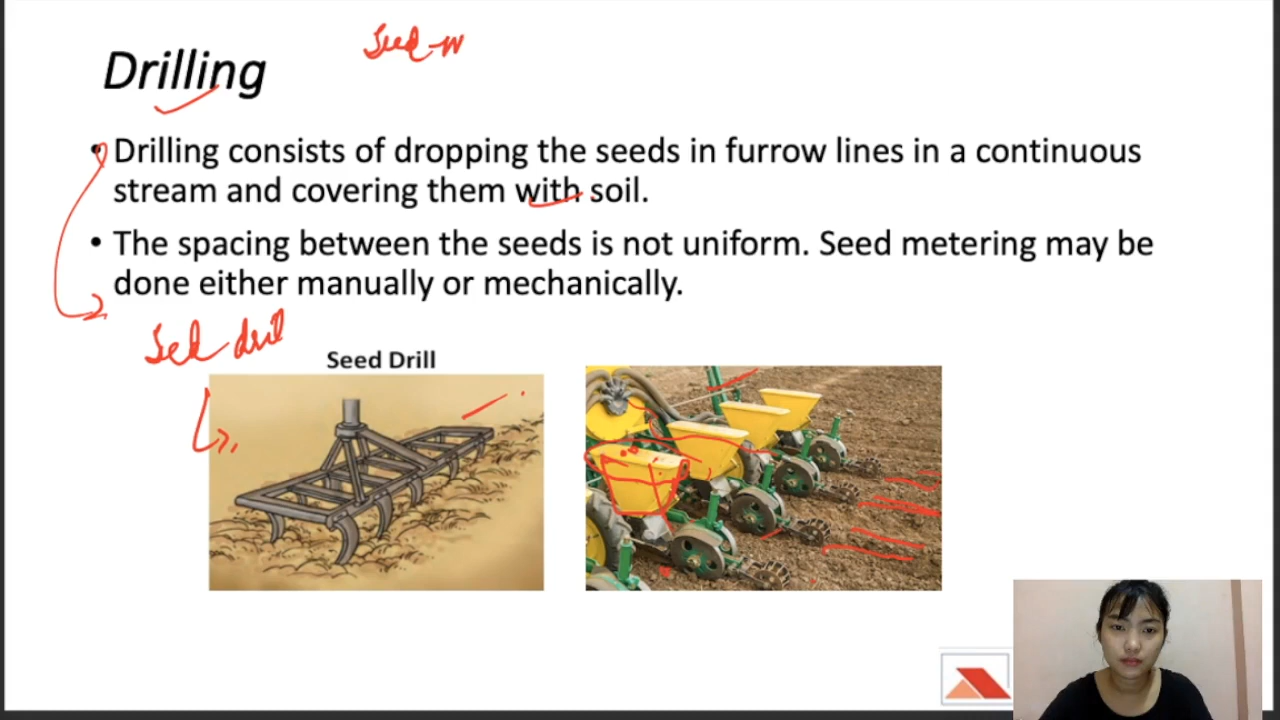 Seed-
Drilling
• Drilling consists of dropping the seeds in furrow lines in a continuous
stream and covering them with soil.
• The spacing between the seeds is not uniform. Seed metering may be
done either manually or mechanically.
Seed drill
Seed Drill